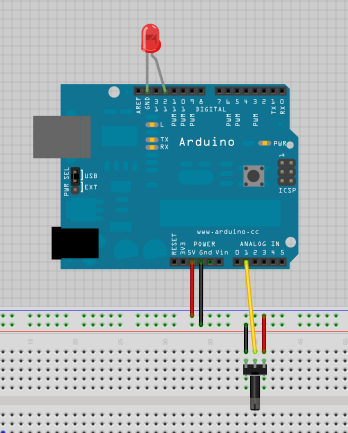 AREF
GND
13
12
11
10
9
8
7
6
5
4
3
2
TX 1
RX 0
PWM
PWM
PWM
DIGITAL
PWM
PWM
PWM
L
TX
RX
Arduino
PWR
1
ICSP
PWR SEL
USB
EXT
www.arduino.cc
POWER
ANALOG IN
RESET
3V3
5V Gnd Vin
0 1 2 3 4 5